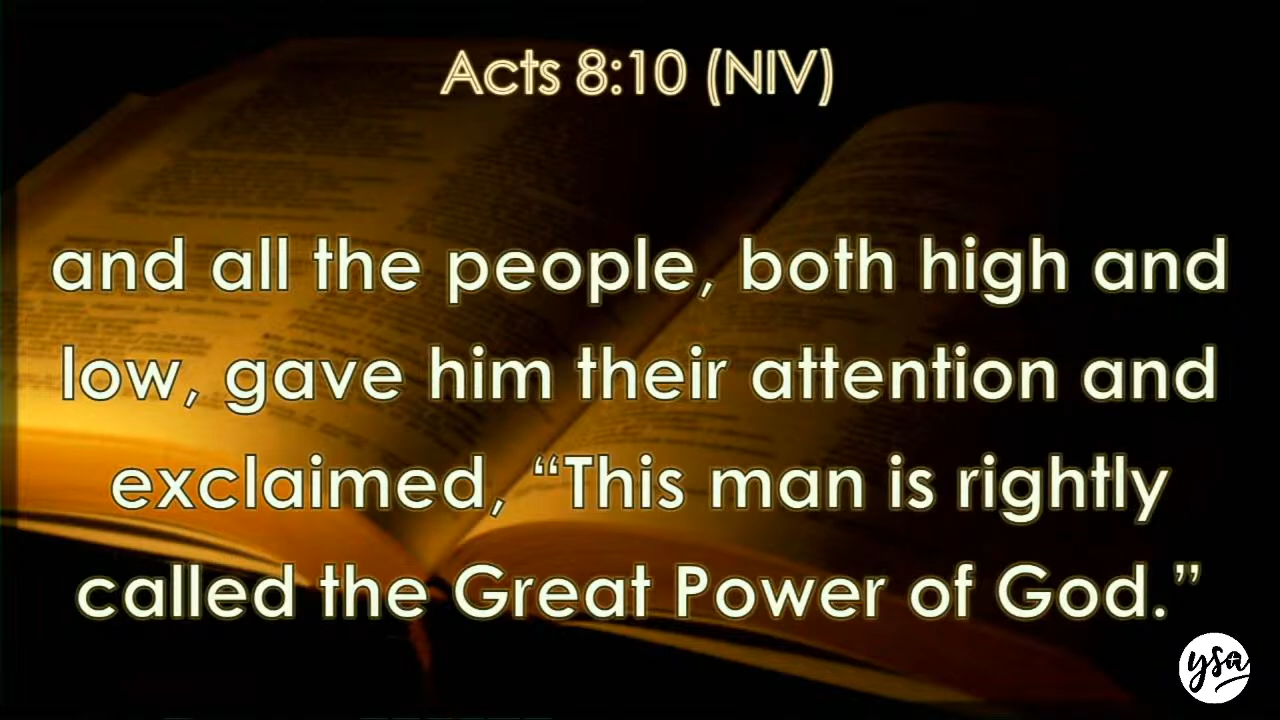 Acts 8:10 (NIV)
and all the people, both high and
low, gave him their attention and
exclaimed, “This man is rightly
called the Great Power of God.”
ysa